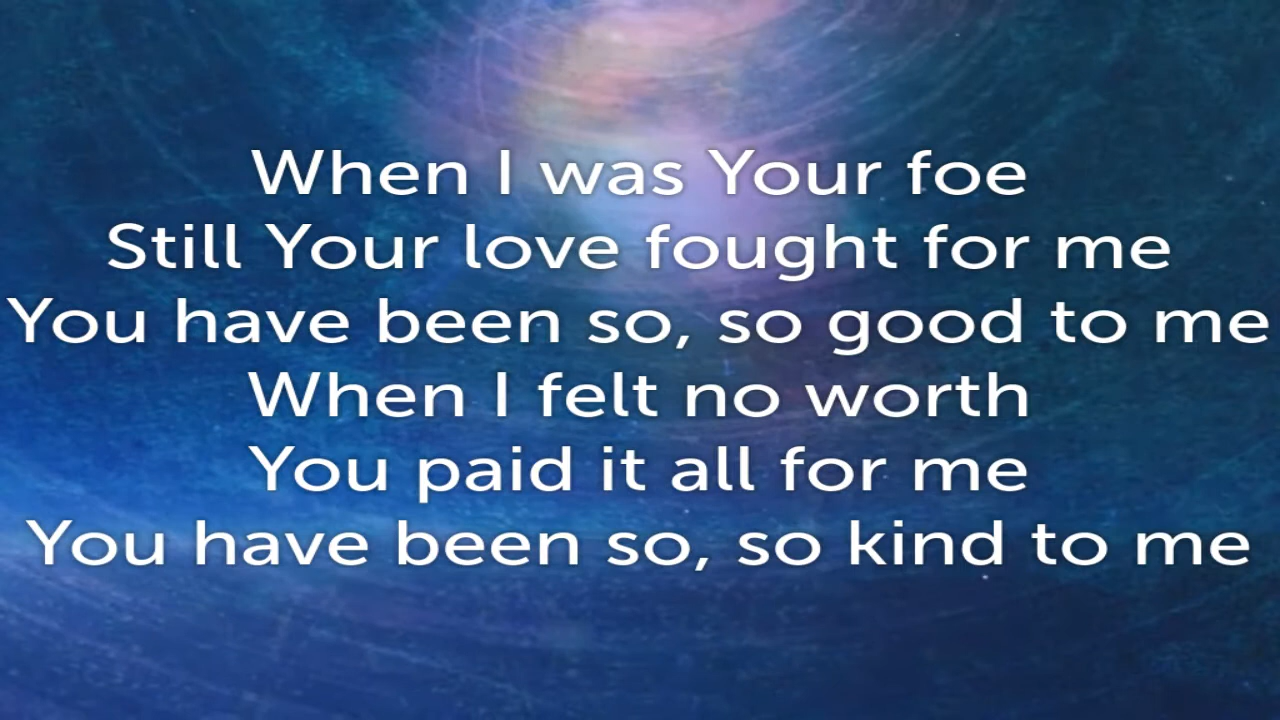 When I was Your foe
Still Your love fought for me
You have been so, so good to me
When I felt no worth
You paid it all for me
You have been so, so kind to me